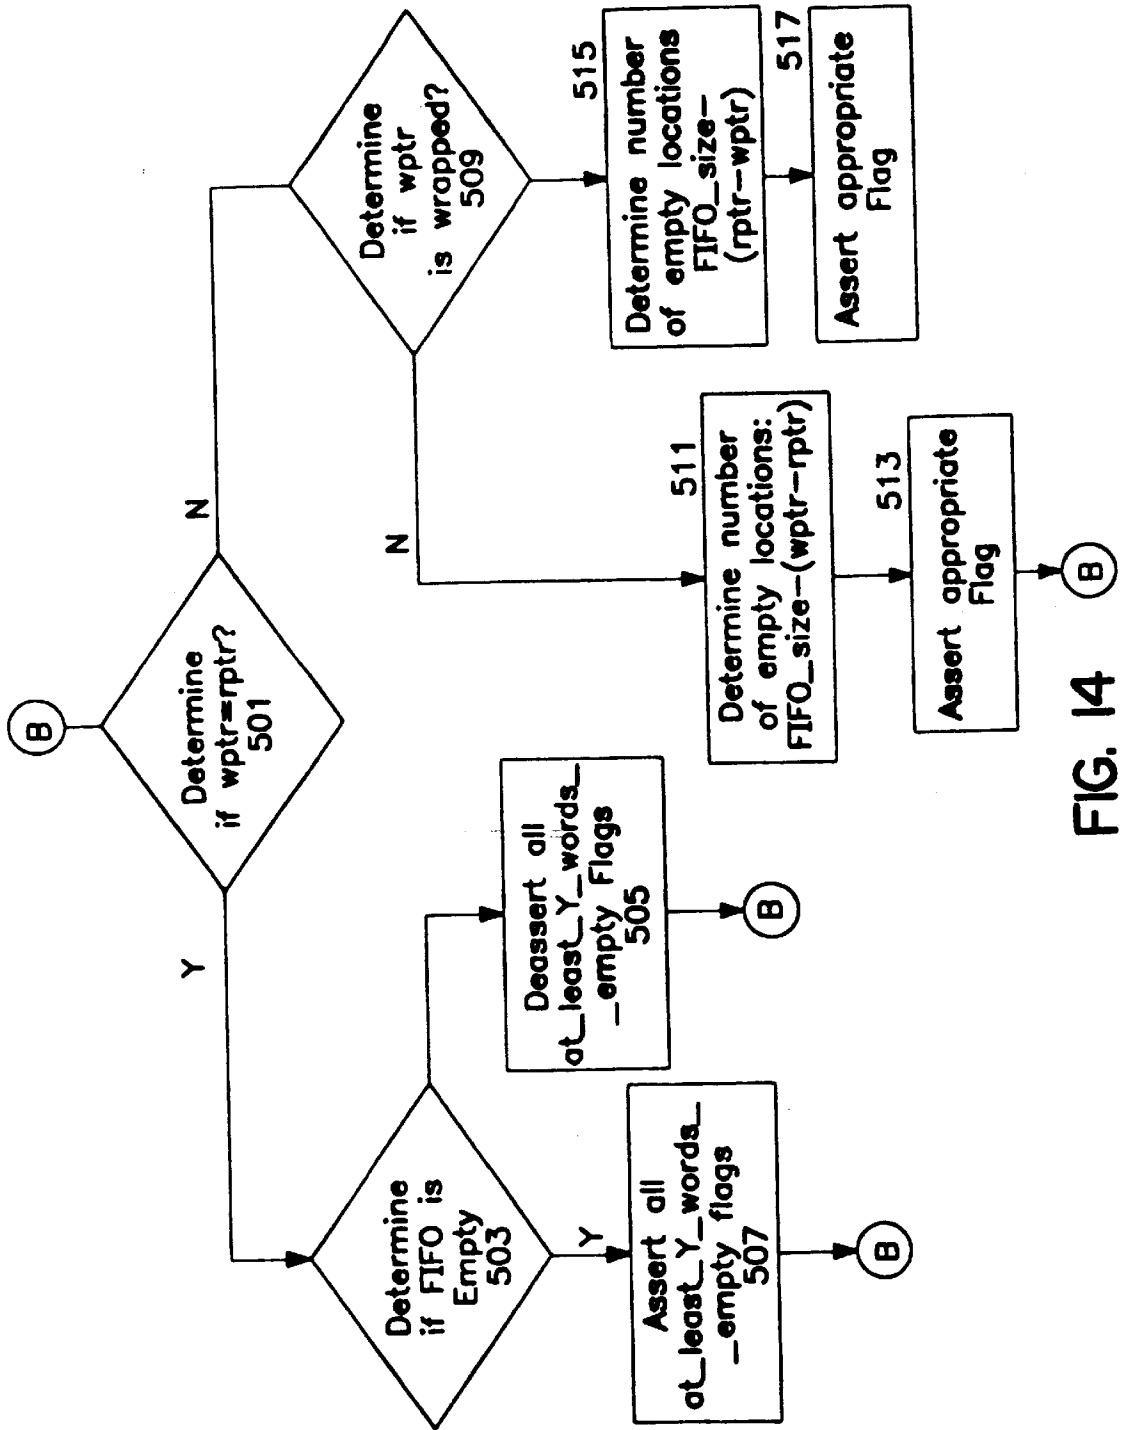 B
Determine
if wptr=rptr?
501
Y
N
Determine
if FIFO is
Empty
503
Y
Deassert all
at_least_Y_words_
_empty Flags
505
B
Assert all
at_least_Y_words_
_empty flags
507
B
Determine
if wptr
is wrapped?
509
N
511
Determine number
of empty locations:
FIFO_size-(wptr-rptr)
513
Assert appropriate
Flag
B
515
Determine number
of empty locations
FIFO_size-
(rptr-wptr)
517
Assert appropriate
Flag
FIG. 14